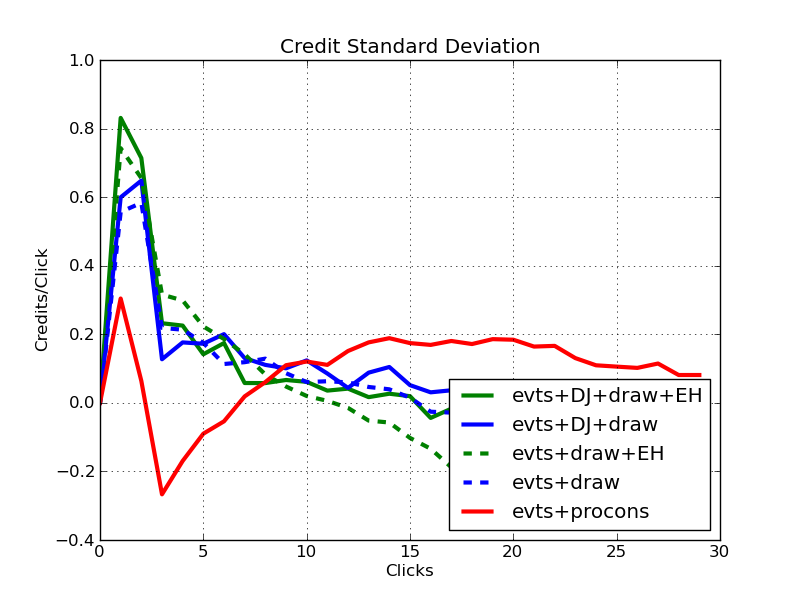 Credit Standard Deviation
1.0
0.8
0.6
0.4
0.2
0.0
−0.2
−0.4
Credits/Click
evts+DJ+draw+EH
evts+DJ+draw
evts+draw+EH
evts+draw
evts+procons
0 5 10 15 20 25 30
Clicks